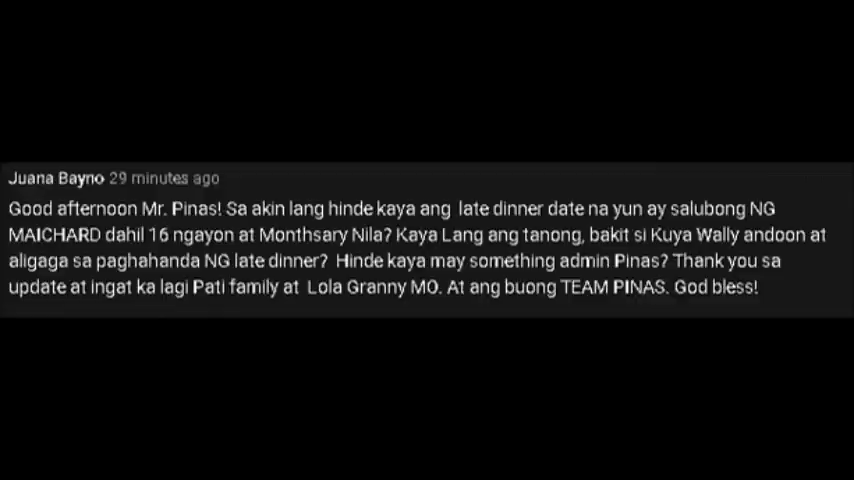 Juana Bayno 29 minutes ago
Good afternoon Mr. Pinas! Sa akin lang hinde kaya ang late dinner date na yun ay salubong NG
MAICHARD dahil 16 ngayon at Monthsary Nila? Kaya Lang ang tanong, bakit si Kuya Wally andoon at
aligaga sa paghahanda NG late dinner? Hinde kaya may something admin Pinas? Thank you sa
update at ingat ka lagi Pati family at Lola Granny MO. At ang buong TEAM PINAS. God bless!